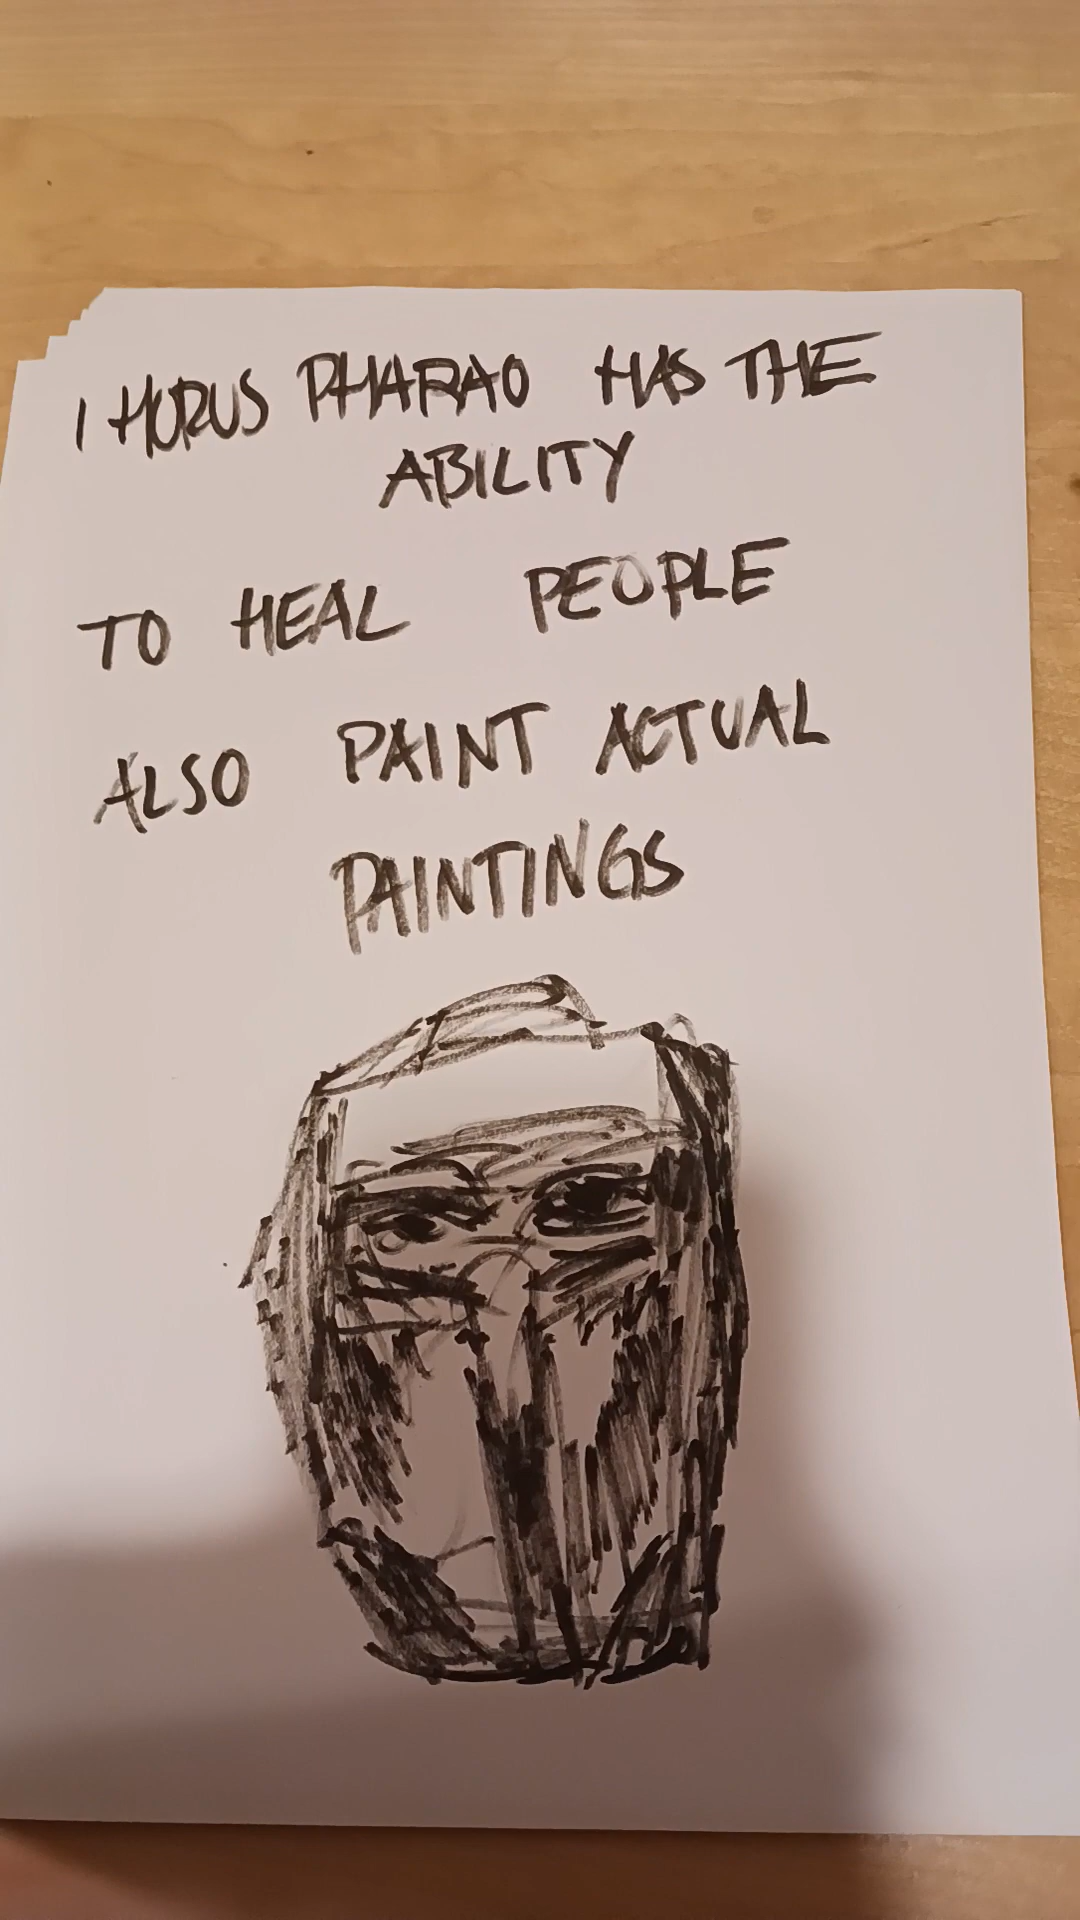 I HORUS PHARAO HAS THE
ABILITY
TO HEAL PEOPLE
ALSO PAINT ACTUAL
PAINTINGS